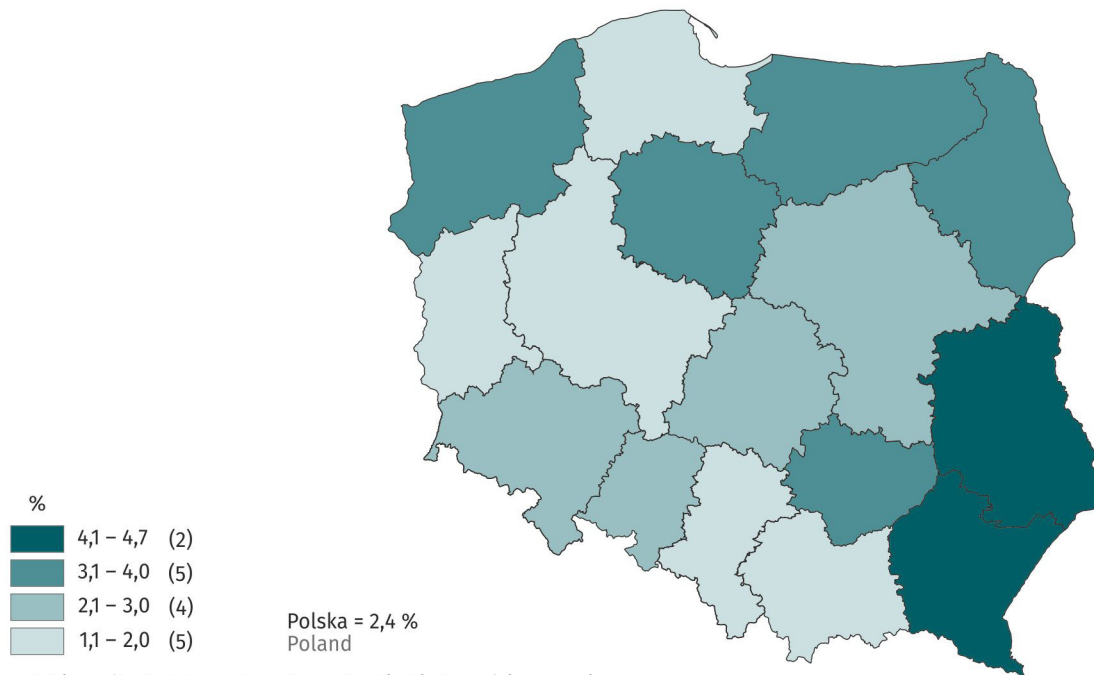 %
4,1 – 4,7 (2)
3,1 – 4,0 (5)
2,1 – 3,0 (4)
1,1 – 2,0 (5)
Polska = 2,4 %
Poland